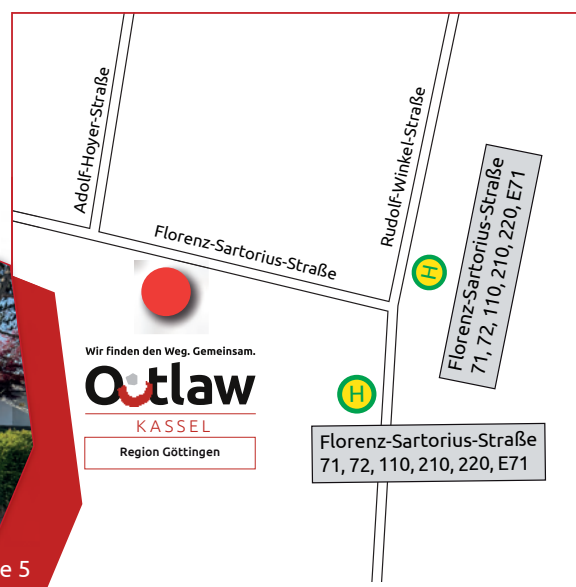 Adolf-Hoyer-Straße
Rudolf-Winkel-Straße
Florenz-Sartorius-Straße
H
Florenz-Sartorius-Straße
71, 72, 110, 210, 220, E71
Wir finden den Weg. Gemeinsam.
Outlaw
KASSEL
Region Göttingen
H
Florenz-Sartorius-Straße
71, 72, 110, 210, 220, E71
e 5